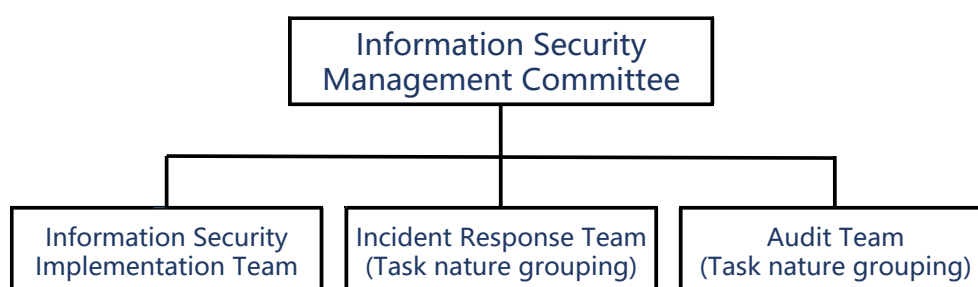 Information Security
Management Committee
Information Security
Implementation Team
Incident Response Team
(Task nature grouping)
Audit Team
(Task nature grouping)